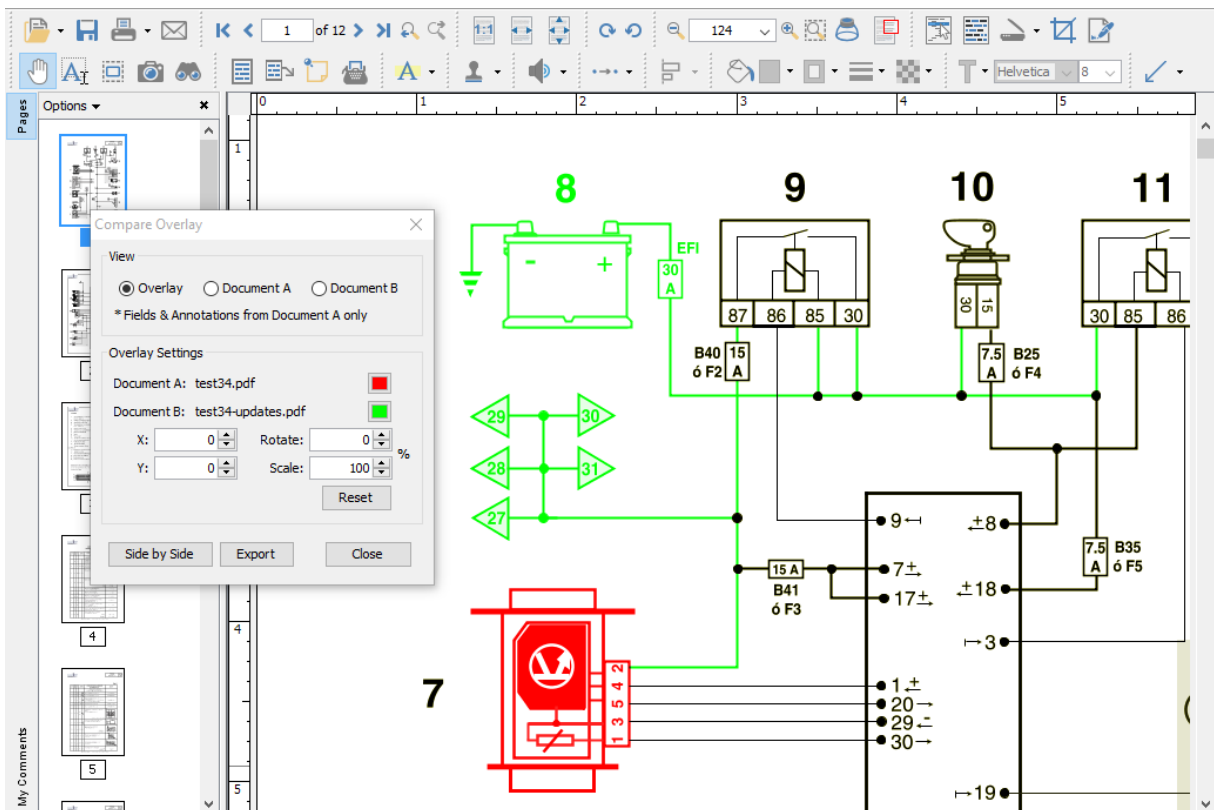 1 of 12
1:1
124
Helvetica 8
Pages
Options
0 1 2 3 4 5
1
4
5
Compare Overlay
View
Overlay Document A Document B
* Fields & Annotations from Document A only
Overlay Settings
Document A: test34.pdf
Document B: test34-updates.pdf
X: 0 Rotate: 0
Y: 0 Scale: 100 %
Reset
Side by Side Export Close
4
5
My Comments
8 9 10 11
- +
EFI
30
A
87 86 85 30
30 15
30 85 86
B40 15
ó F2 A
7.5 B25
A ó F4
29 30
28 31
27
9
±8
7.5 B35
A ó F5
15 A
B41
ó F3
7±
17±
±18
3
7
2
4
5
3
1
1±
20
29
30
19